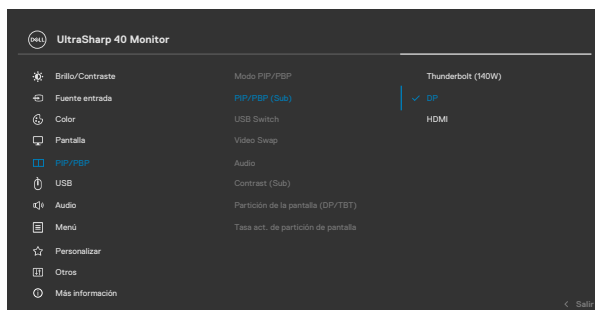 DELL
UltraSharp 40 Monitor
Brillo/Contraste
Modo PIP/PBP
Thunderbolt (140W)
Fuente entrada
PIP/PBP (Sub)
DP
Color
USB Switch
HDMI
Pantalla
Video Swap
PIP/PBP
Audio
USB
Contrast (Sub)
Audio
Partición de la pantalla (DP/TBT)
Menú
Tasa act. de partición de pantalla
Personalizar
Otros
Más información
Salir